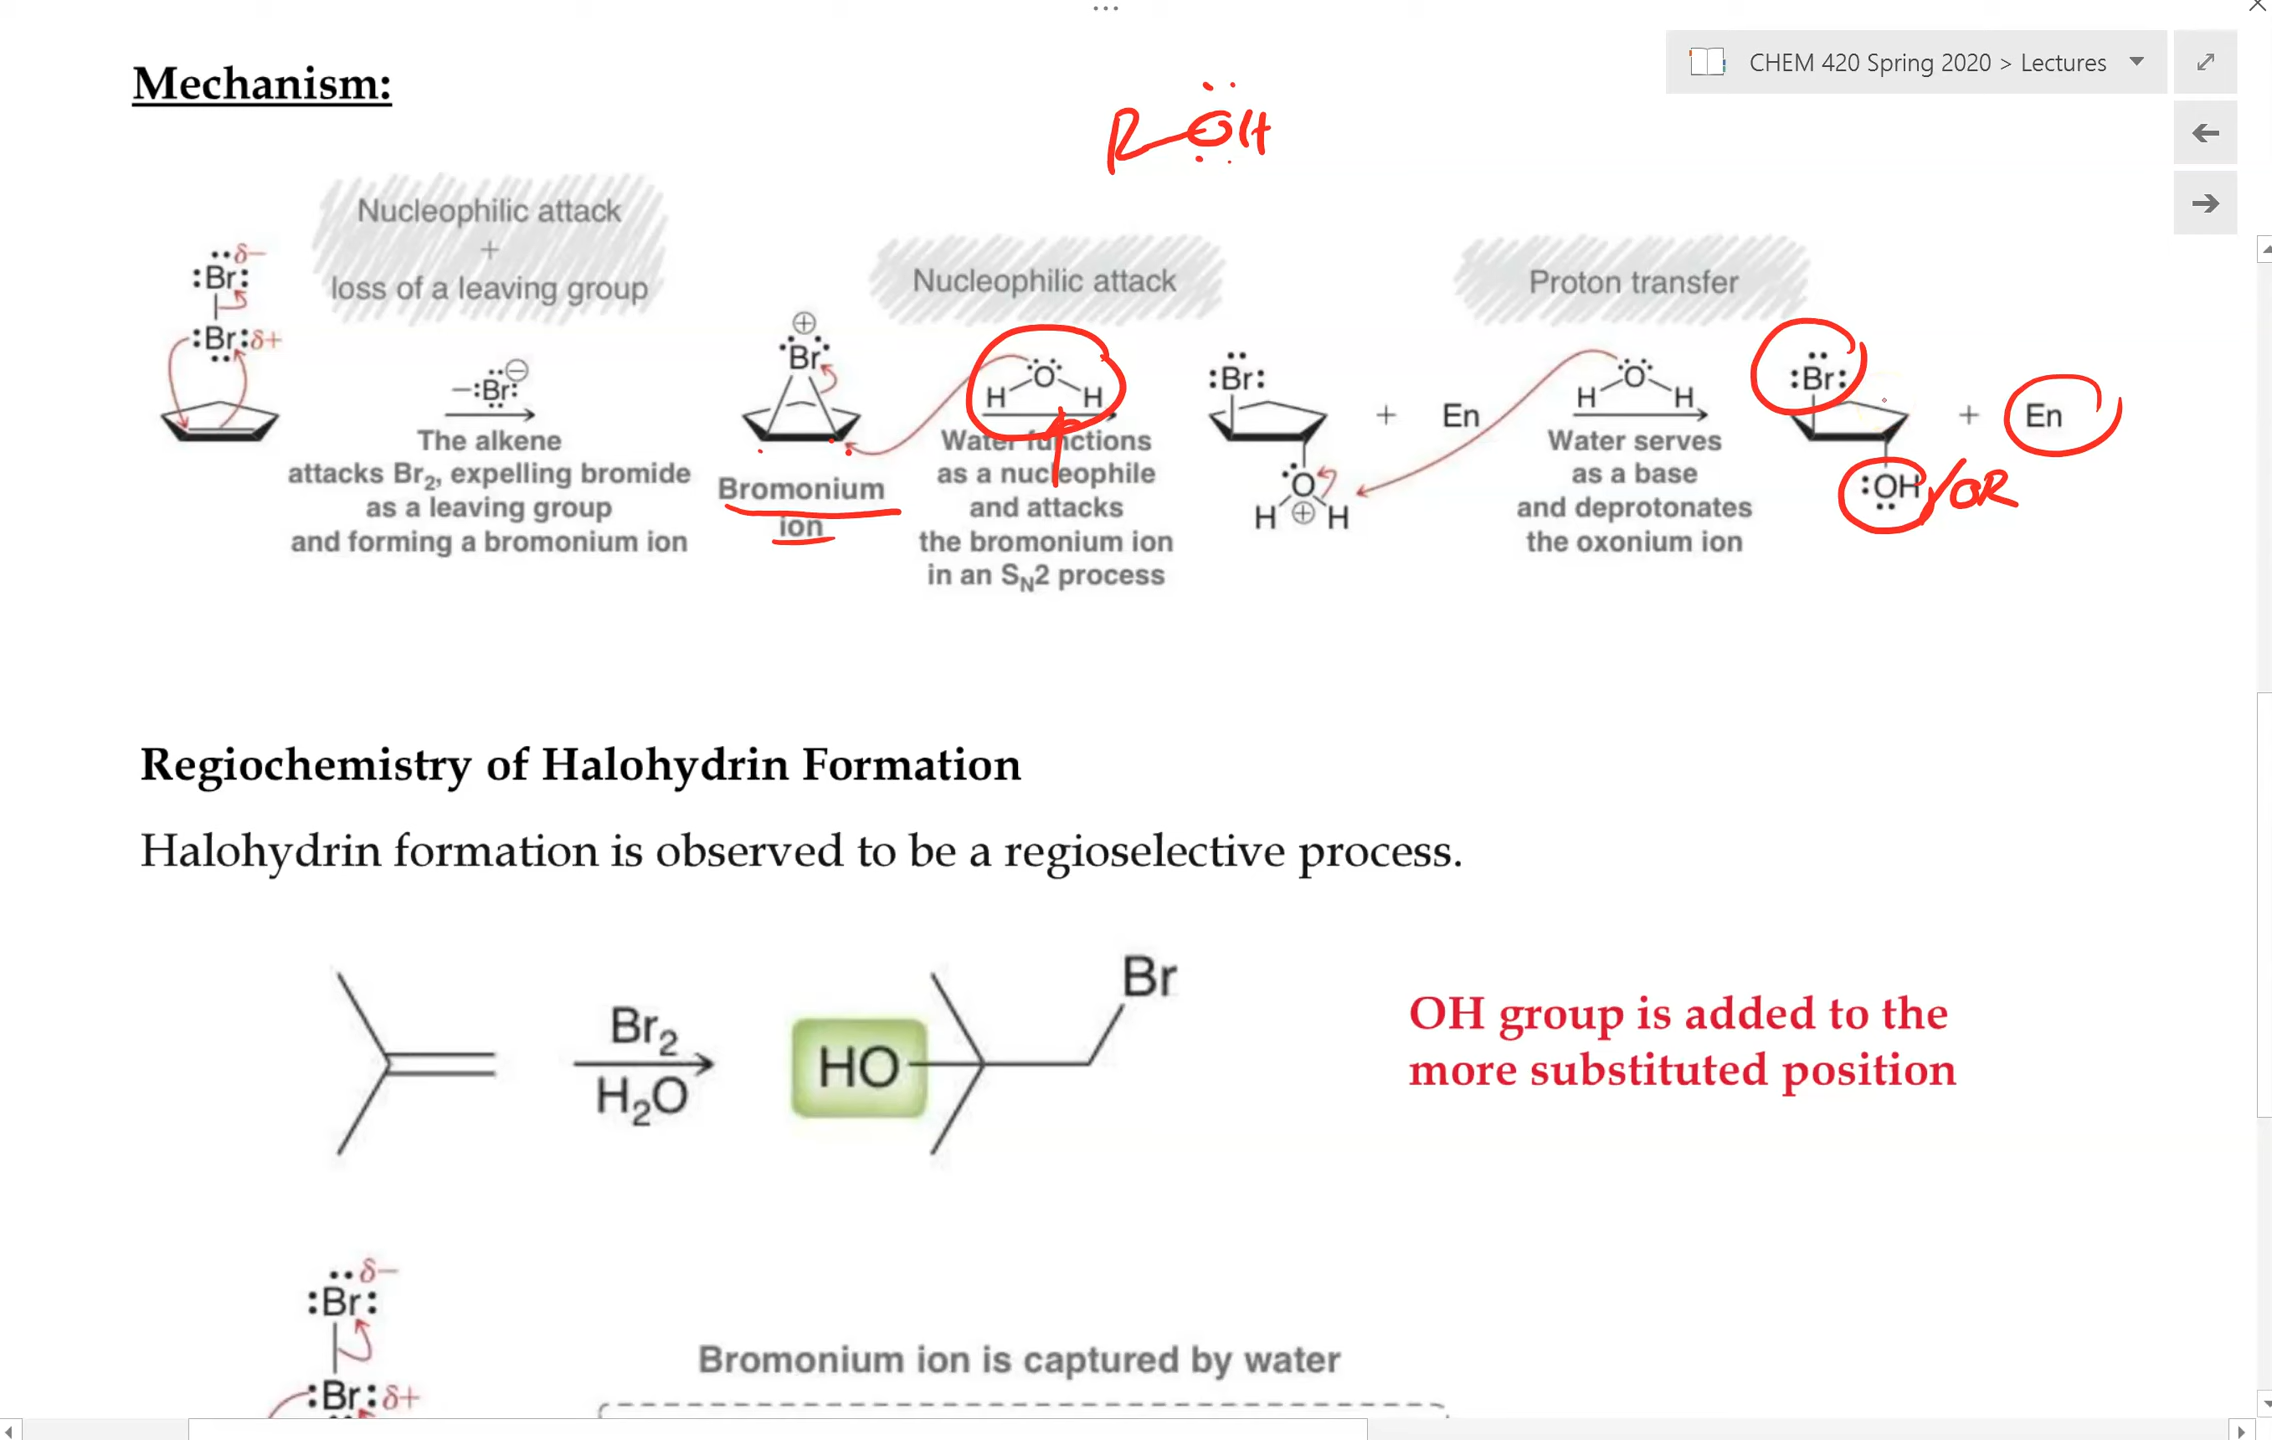 CHEM 420 Spring 2020 > Lectures
Mechanism:
R-OH
Nucleophilic attack
+
loss of a leaving group
Nucleophilic attack
Proton transfer
δ−
:Br:
:Br:δ+
−:Br:⊖
The alkene
attacks Br₂, expelling bromide
as a leaving group
and forming a bromonium ion
⊕
Br
Bromonium
ion
H O H
Water functions
as a nucleophile
and attacks
the bromonium ion
in an SN2 process
:Br:
:O
H ⊕ H
+ En
H O H
Water serves
as a base
and deprotonates
the oxonium ion
:Br:
:OH/OR
+ En
Regiochemistry of Halohydrin Formation
Halohydrin formation is observed to be a regioselective process.
Br₂
H₂O
HO
Br
OH group is added to the
more substituted position
δ−
:Br:
:Br:δ+
Bromonium ion is captured by water